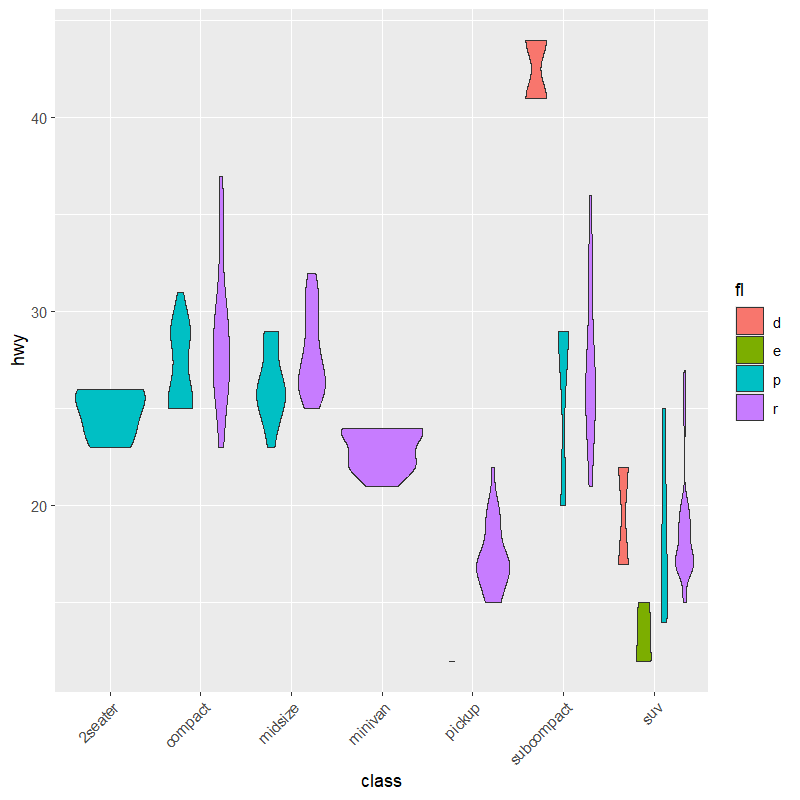 40
30
20
hwy
2seater
compact
midsize
minivan
pickup
subcompact
suv
class
fl
d
e
p
r